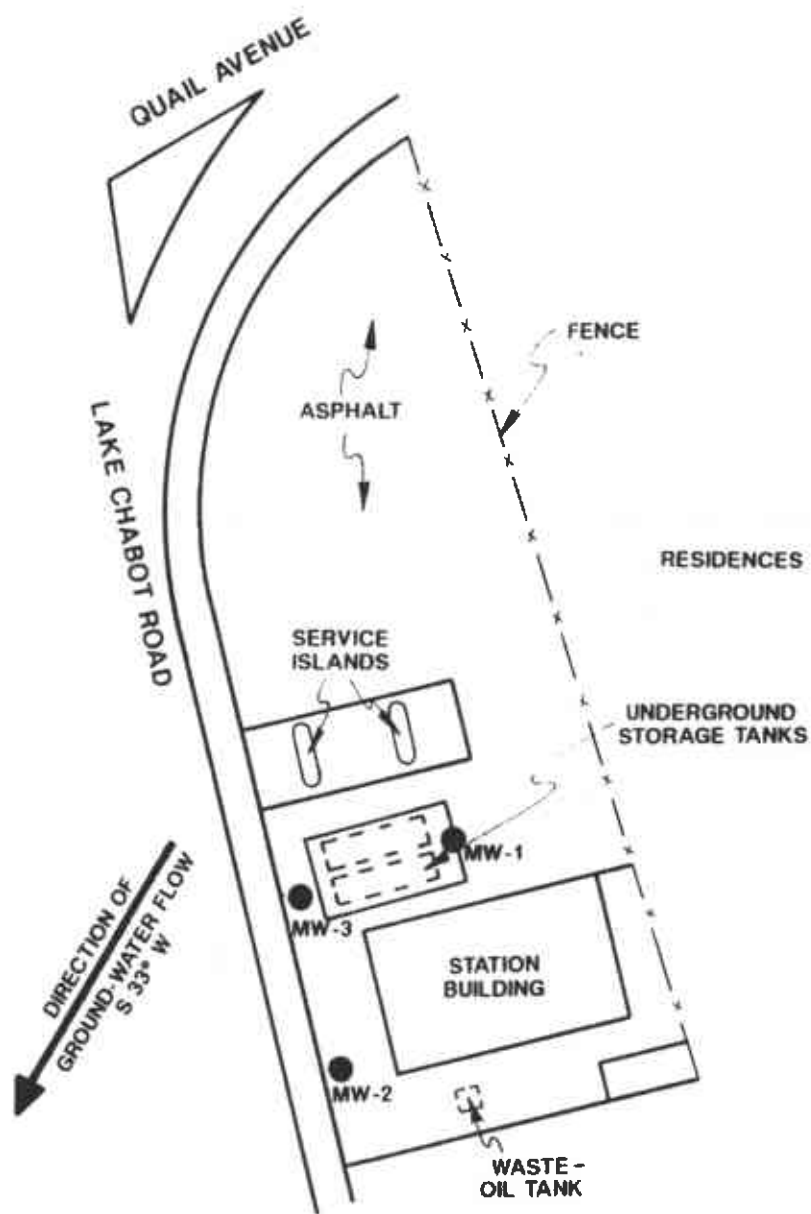 QUAIL AVENUE
FENCE
ASPHALT
LAKE CHABOT ROAD
RESIDENCES
SERVICE
ISLANDS
UNDERGROUND
STORAGE TANKS
MW-1
MW-3
DIRECTION OF
GROUND-WATER FLOW
S 33° W
STATION
BUILDING
MW-2
WASTE-
OIL TANK